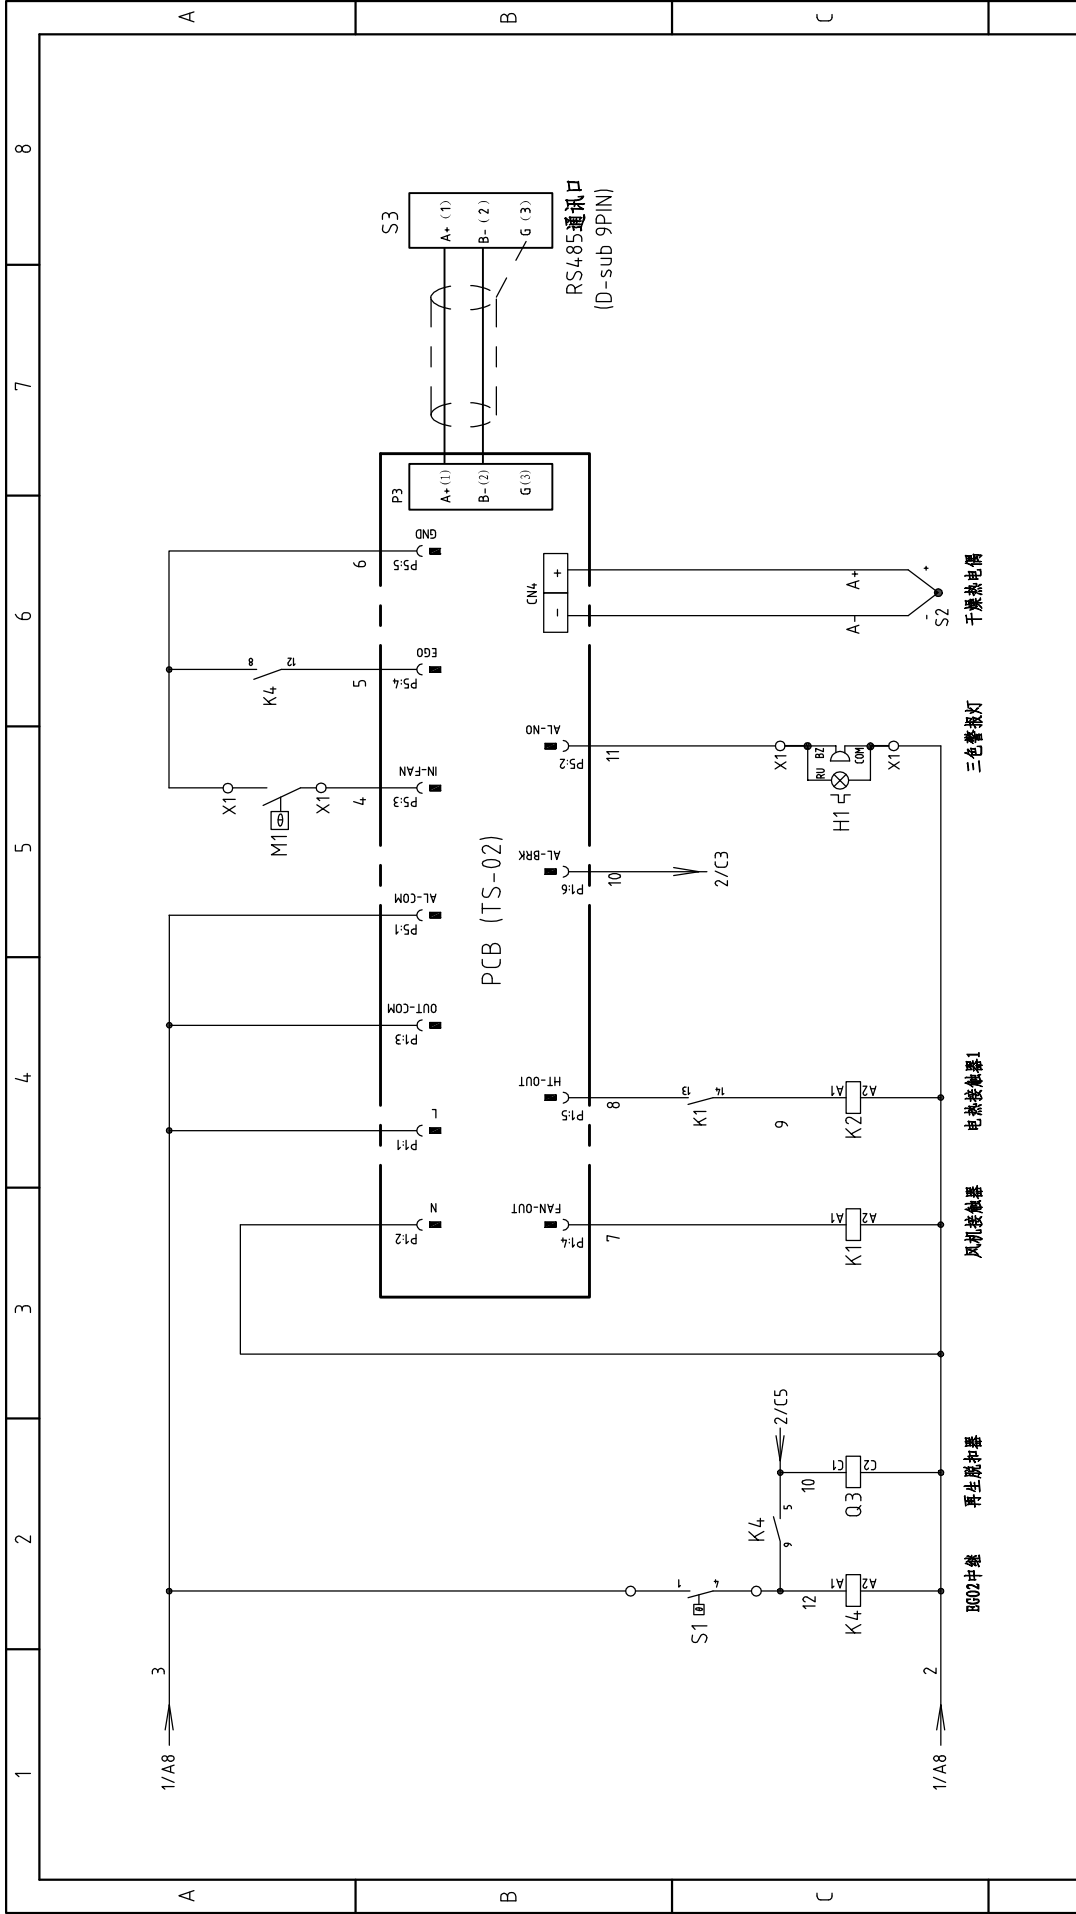 1
2
3
4
5
6
7
8
A
B
C
A
B
C
1/A8
3
1/A8
2
P1:2
N
P1:1
L
P1:3
OUT-COM
P5:1
AL-COM
X1
M1
θ
X1
4
P5:3
IN-FAN
K4
8
12
5
P5:4
EGO
6
P5:5
GND
P3
A+(1)
B-(2)
G(3)
S3
A+(1)
B-(2)
G(3)
RS485通讯口
(D-sub 9PIN)
PCB (TS-02)
FAN-OUT
P1:4
7
HT-OUT
P1:5
8
AL-BRK
P1:6
10
2/C3
AL-NO
P5:2
11
CN4
-
+
A-
A+
-
+
S2
干燥热电偶
S1
θ
1
4
12
K4
A1
A2
EGO2中继
K4
9
5
2/C5
10
Q3
C1
C2
再生脱扣器
K1
A1
A2
风机接触器
K1
13
14
9
K2
A1
A2
电热接触器1
X1
RU
BZ
COM
H1
X1
三色警报灯